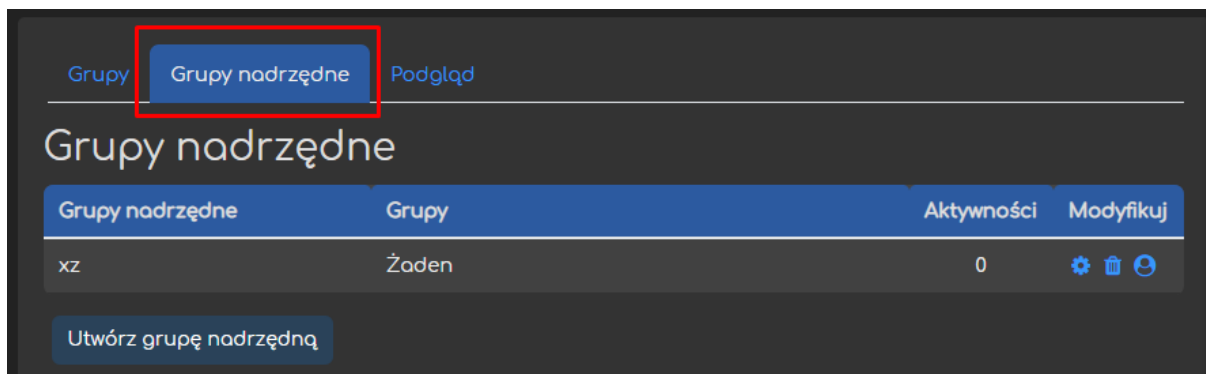 Grupy Grupy nadrzędne Podgląd
Grupy nadrzędne
Grupy nadrzędne Grupy Aktywności Modyfikuj
xz Żaden 0
Utwórz grupę nadrzędną